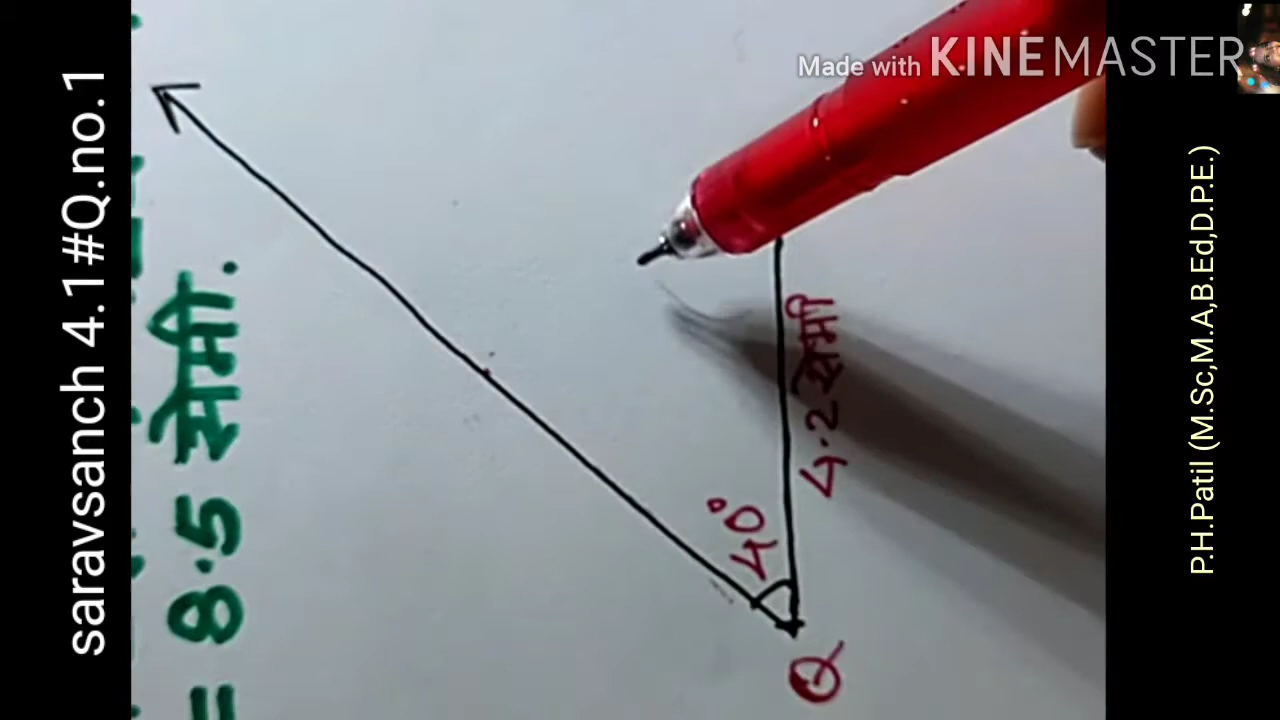 saravsanch 4.1#Q.no.1
Made with KINEMASTER
P.H.Patil (M.Sc,M.A,B.Ed,D.P.E.)
= 8.5 सेमी.
40°
4.2 सेमी
Q